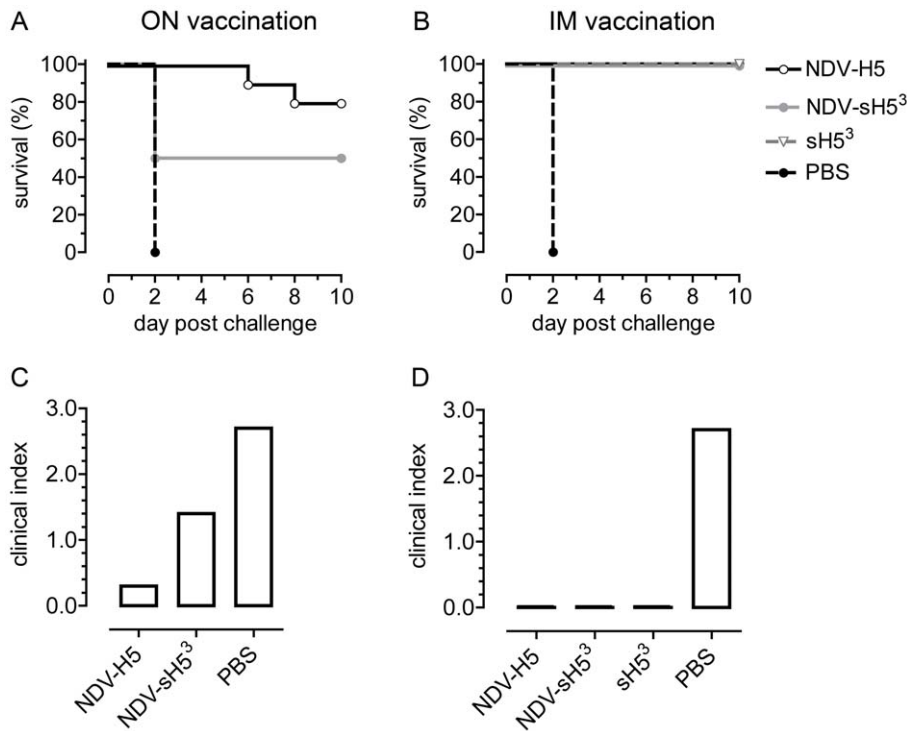 A
ON vaccination
survival (%)
100
80
60
40
20
0
0 2 4 6 8 10
day post challenge
B
IM vaccination
survival (%)
100
80
60
40
20
0
0 2 4 6 8 10
day post challenge
NDV-H5
NDV-sH5³
sH5³
PBS
C
clinical index
3.0
2.0
1.0
0.0
NDV-H5
NDV-sH5³
PBS
D
clinical index
3.0
2.0
1.0
0.0
NDV-H5
NDV-sH5³
sH5³
PBS